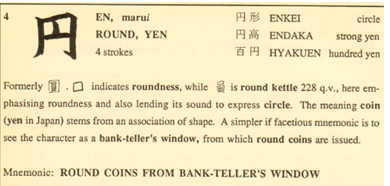 4 円 EN, marui 円形 ENKEI circle
ROUND, YEN 円高 ENDAKA strong yen
4 strokes 百円 HYAKUEN hundred yen
Formerly 圓 . 囗 indicates roundness, while 員 is round kettle 228 q.v., here em-
phasising roundness and also lending its sound to express circle. The meaning coin
(yen in Japan) stems from an association of shape. A simpler if facetious mnemonic is to
see the character as a bank-teller's window, from which round coins are issued.
Mnemonic: ROUND COINS FROM BANK-TELLER'S WINDOW